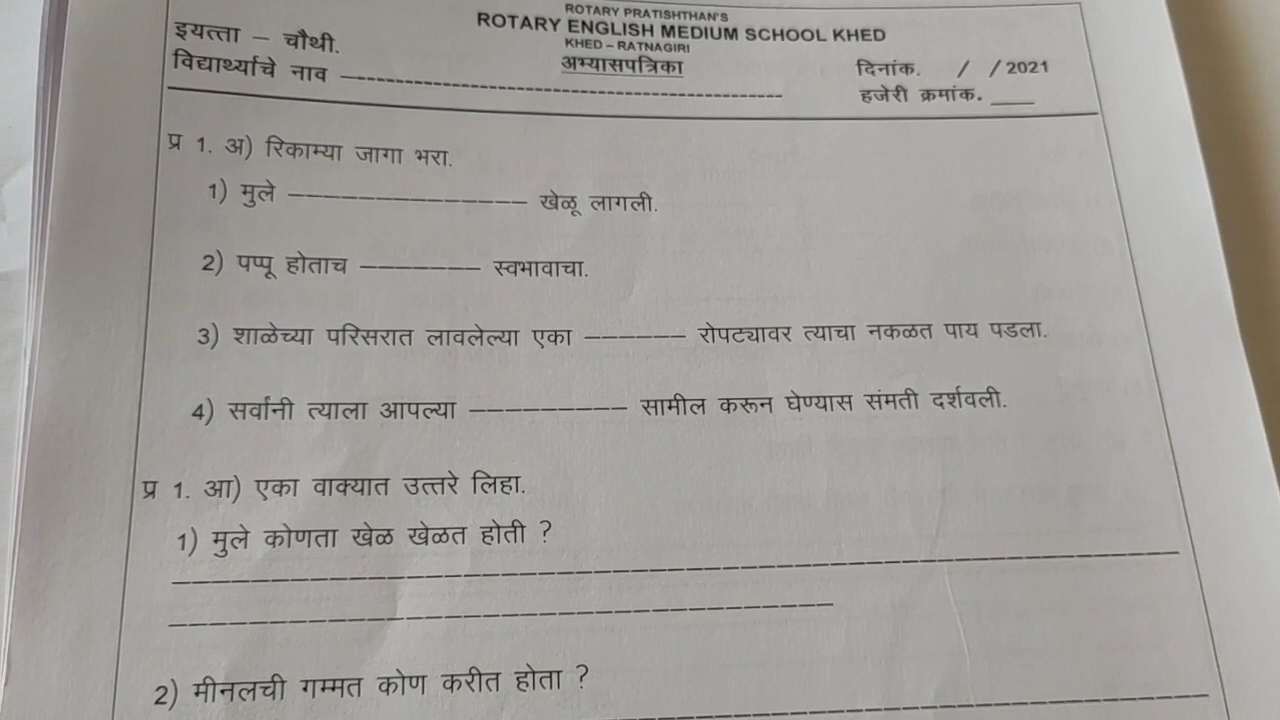 ROTARY PRATISHTHAN'S
ROTARY ENGLISH MEDIUM SCHOOL KHED
KHED – RATNAGIRI
इयत्ता – चौथी.
अभ्यासपत्रिका
दिनांक. / / 2021
विद्यार्थ्याचे नाव ––––––––––––––––––––––––––––––––––––––––––––––
हजेरी क्रमांक. ____
प्र 1. अ) रिकाम्या जागा भरा.
1) मुले –––––––––––––– खेळू लागली.
2) पप्पू होताच ––––––– स्वभावाचा.
3) शाळेच्या परिसरात लावलेल्या एका –––––– रोपट्यावर त्याचा नकळत पाय पडला.
4) सर्वांनी त्याला आपल्या ––––––––– सामील करून घेण्यास संमती दर्शवली.
प्र 1. आ) एका वाक्यात उत्तरे लिहा.
1) मुले कोणता खेळ खेळत होती ?
2) मीनलची गम्मत कोण करीत होता ?